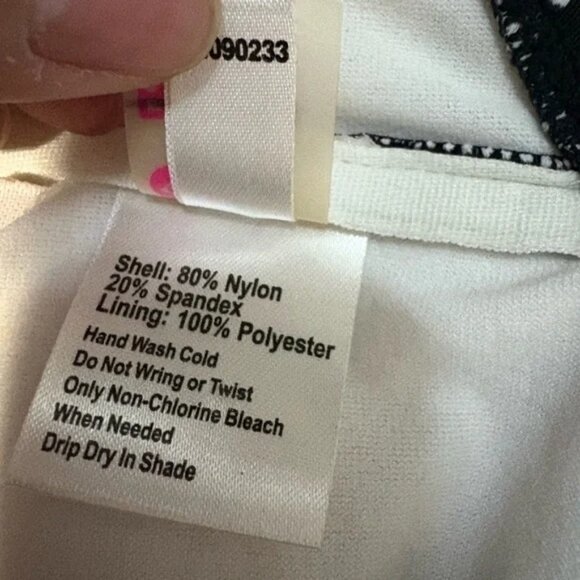 090233
Shell: 80% Nylon
20% Spandex
Lining: 100% Polyester
Hand Wash Cold
Do Not Wring or Twist
Only Non-Chlorine Bleach
When Needed
Drip Dry In Shade